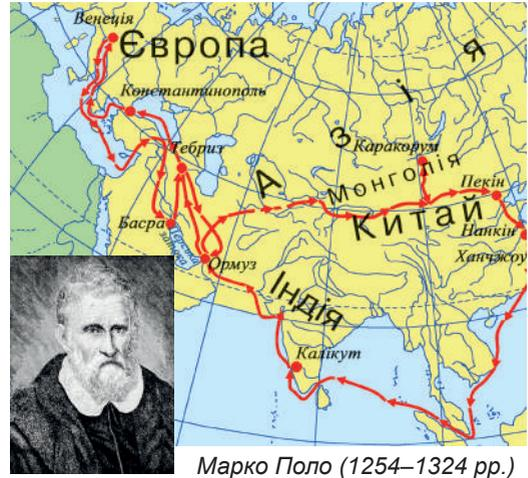 Венеція
Європа
Константинополь
Азія
Тебриз
Каракорум
Монголія
Пекін
Китай
Басра
Нанкін
Ханчжоу
Ормуз
Індія
Калікут
Марко Поло (1254–1324 рр.)